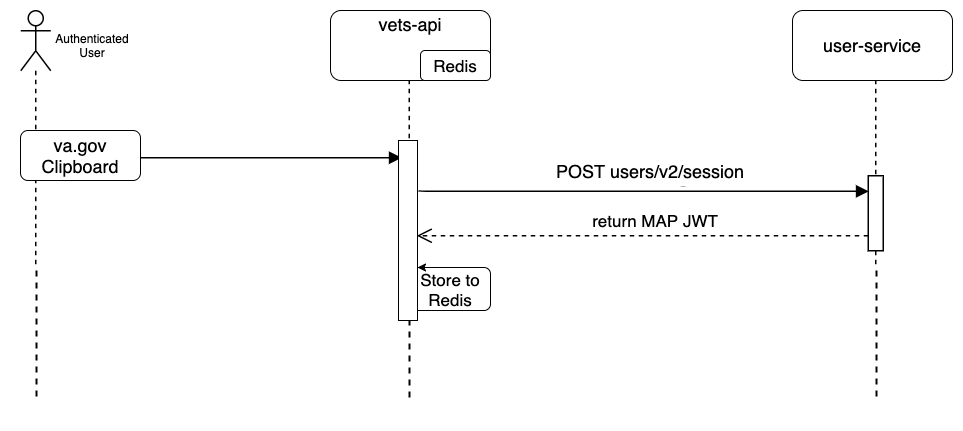 Authenticated
User
vets-api
Redis
user-service
va.gov
Clipboard
POST users/v2/session
return MAP JWT
Store to
Redis